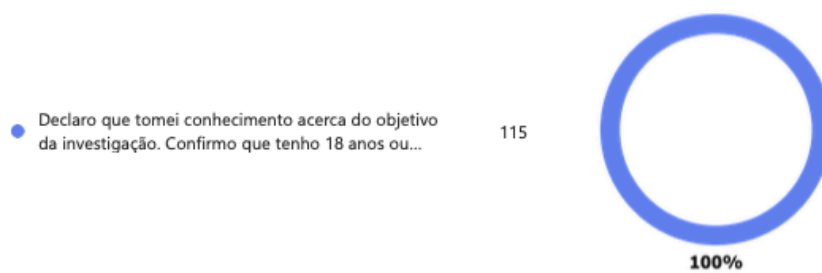 Declaro que tomei conhecimento acerca do objetivo
da investigação. Confirmo que tenho 18 anos ou...
115
100%